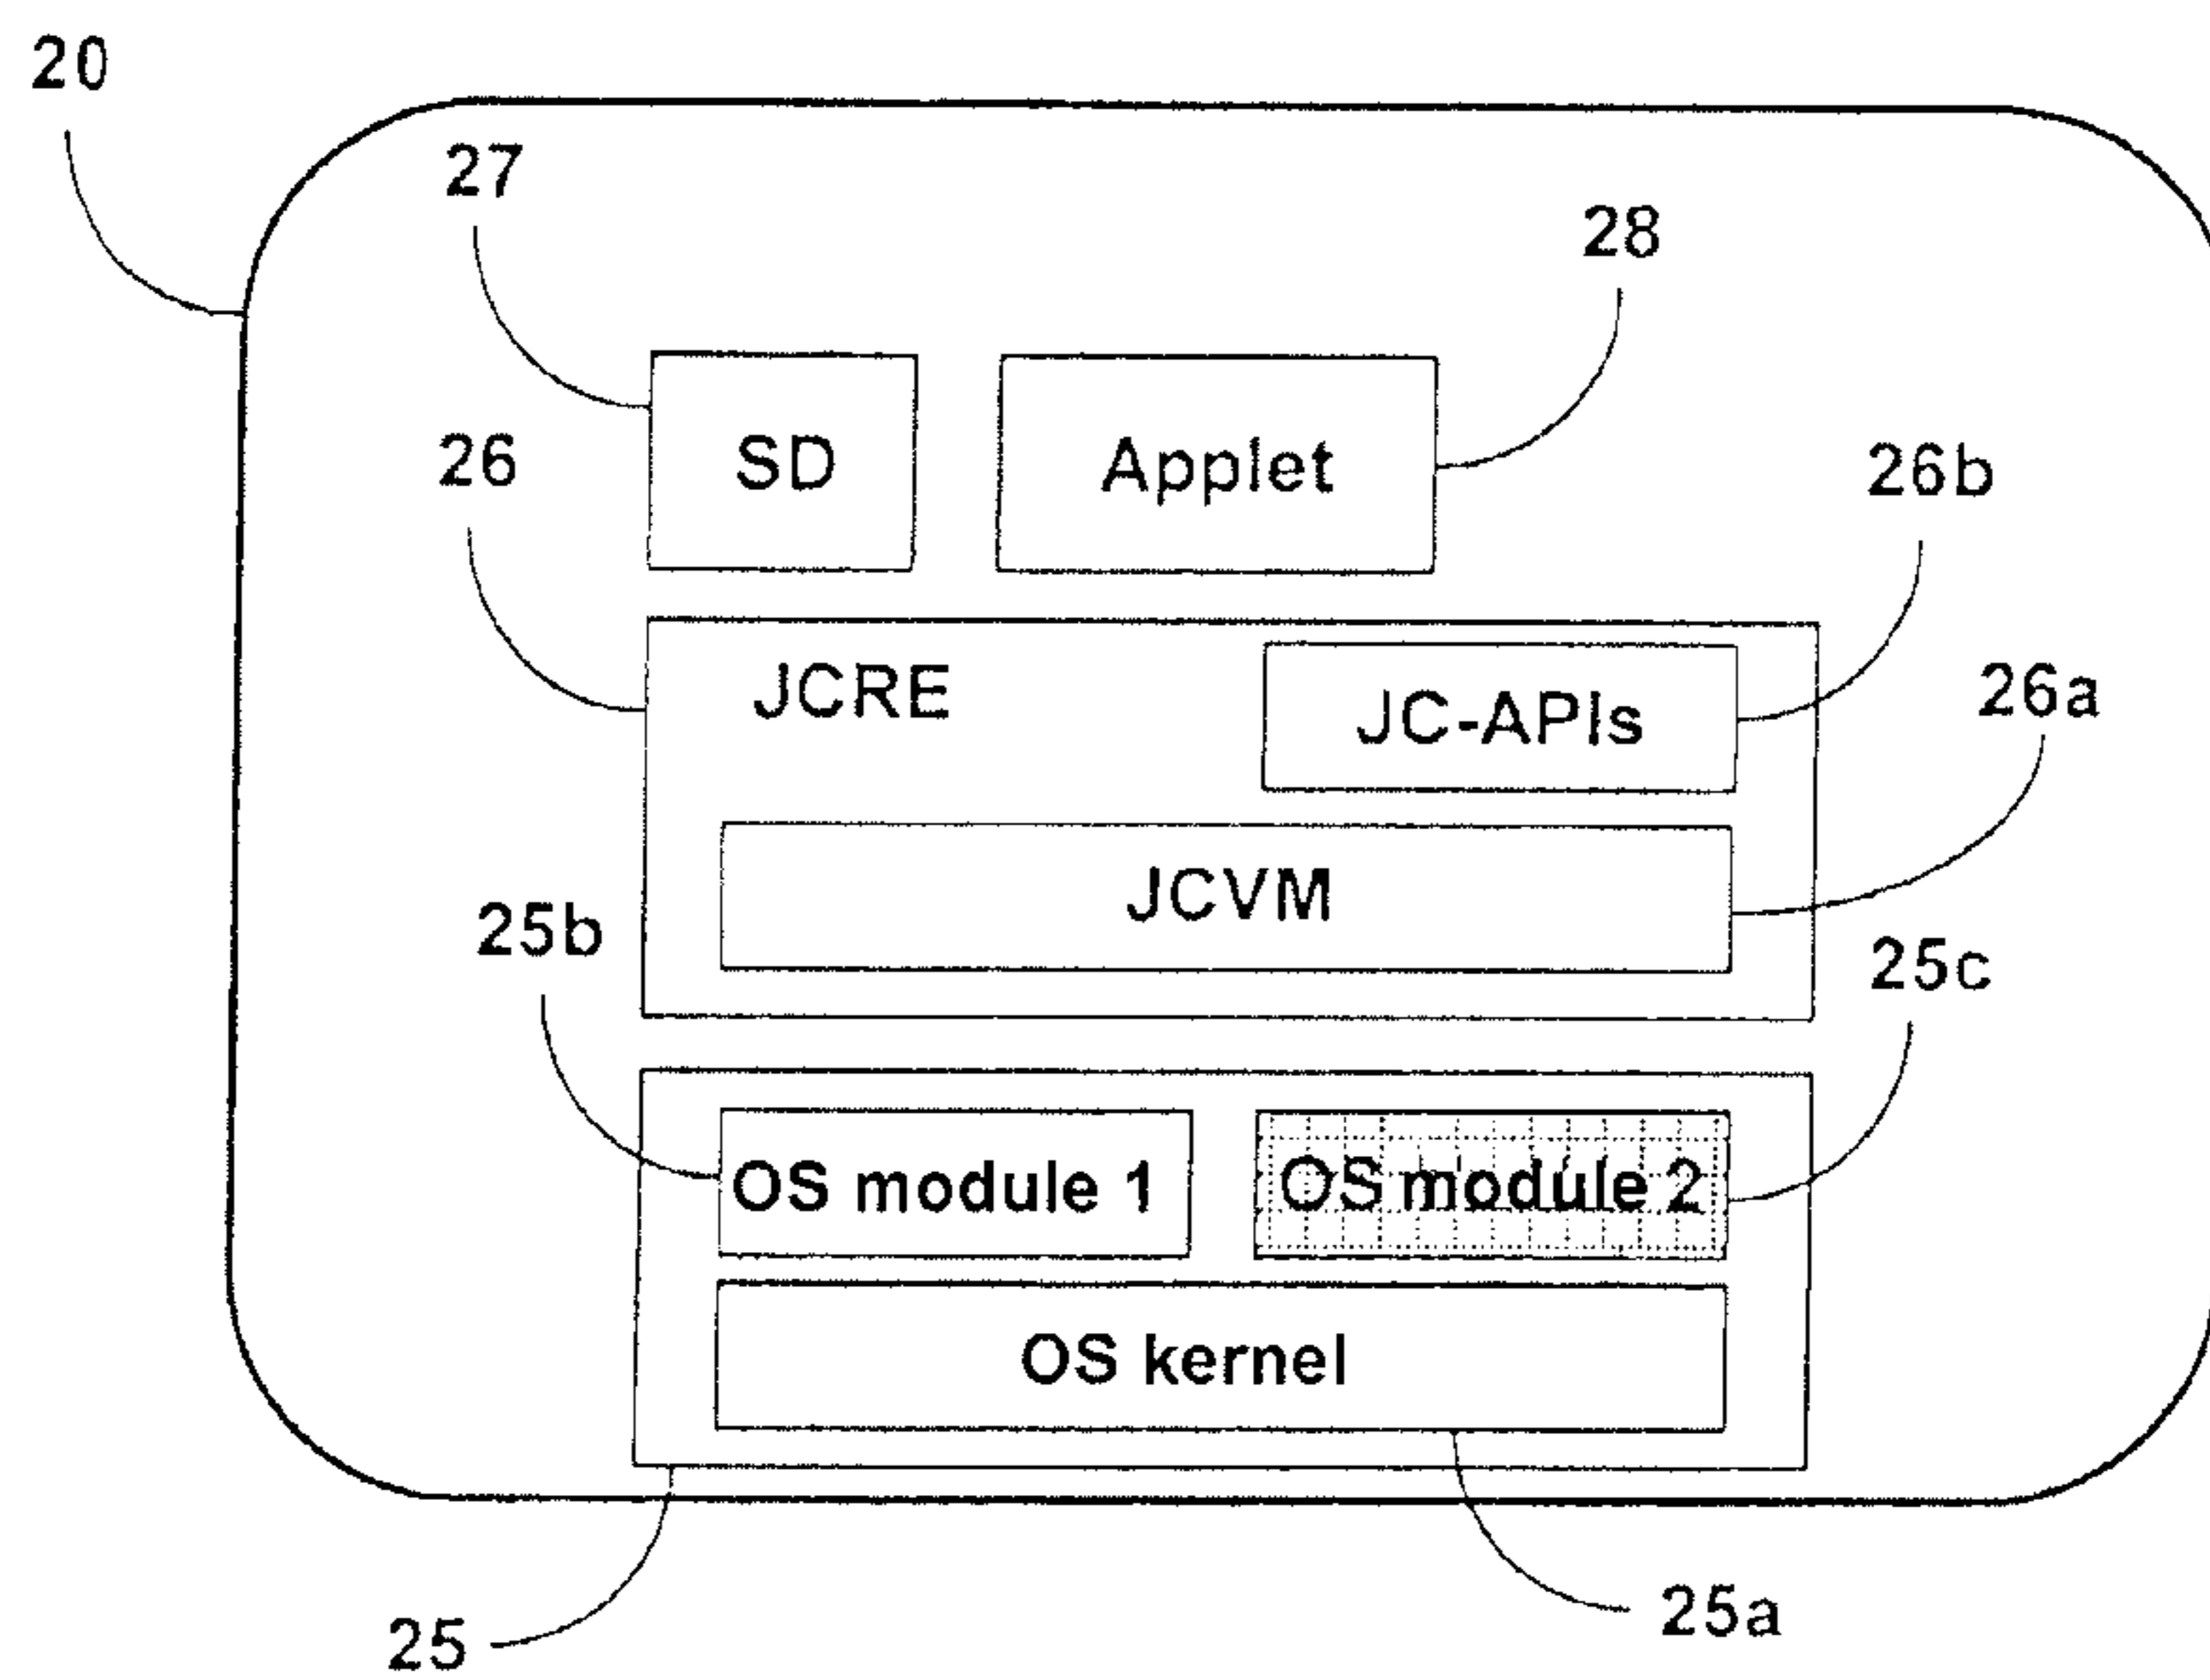 20
27
28
SD
Applet
26
26b
JCRE
JC-APIs
26a
JCVM
25b
25c
OS module 1
OS module 2
OS kernel
25
25a